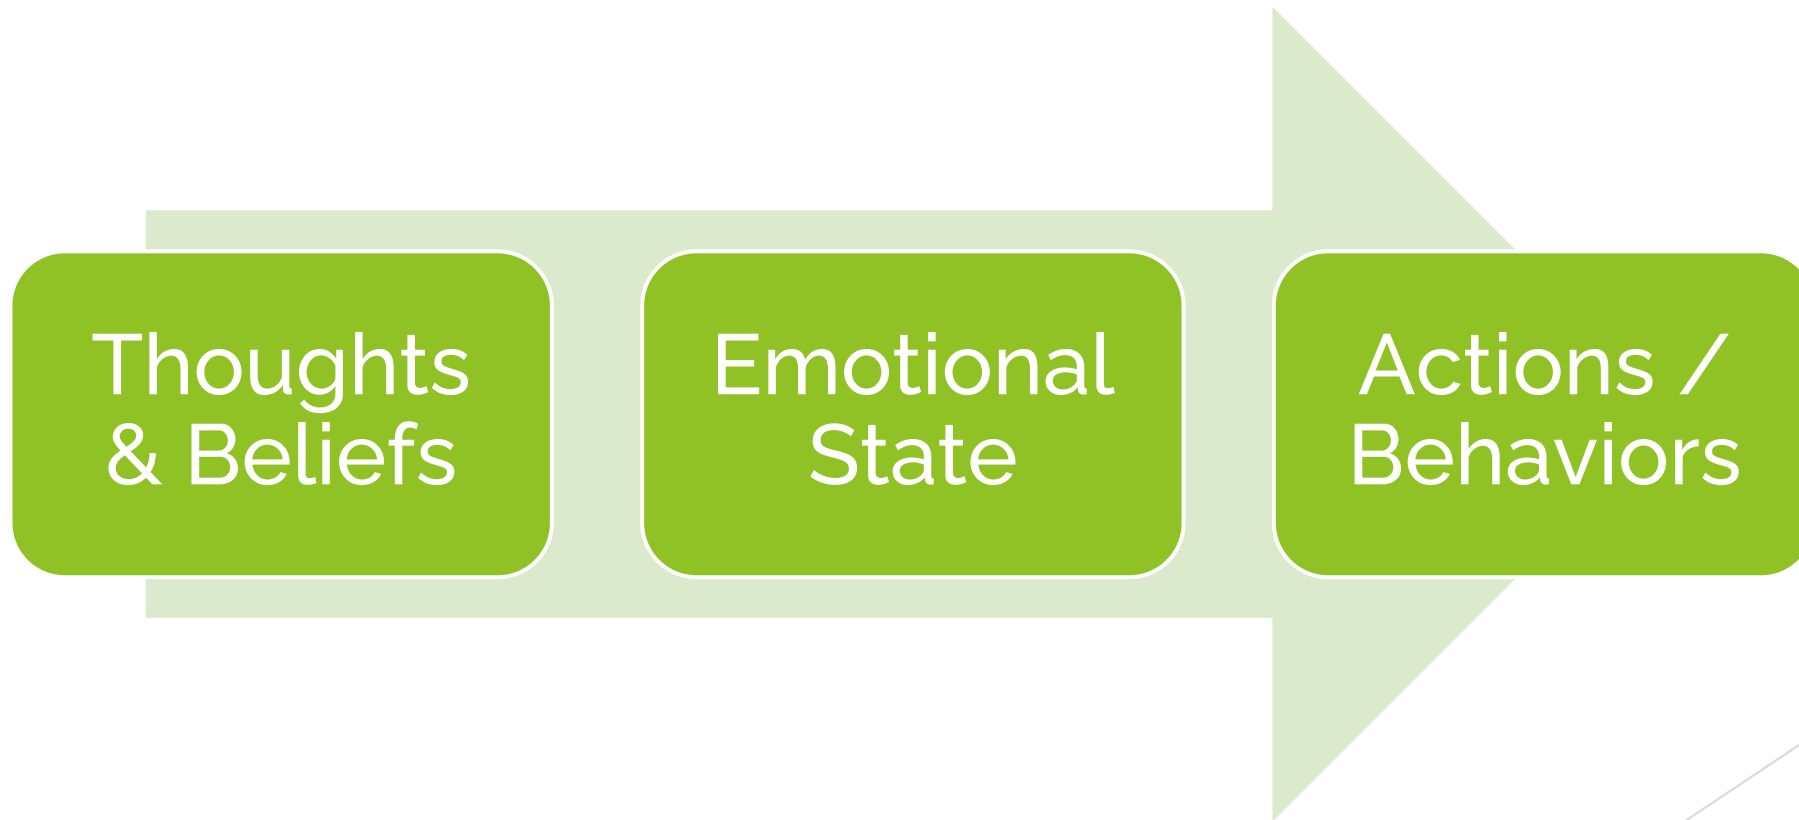 Thoughts
& Beliefs
Emotional
State
Actions /
Behaviors